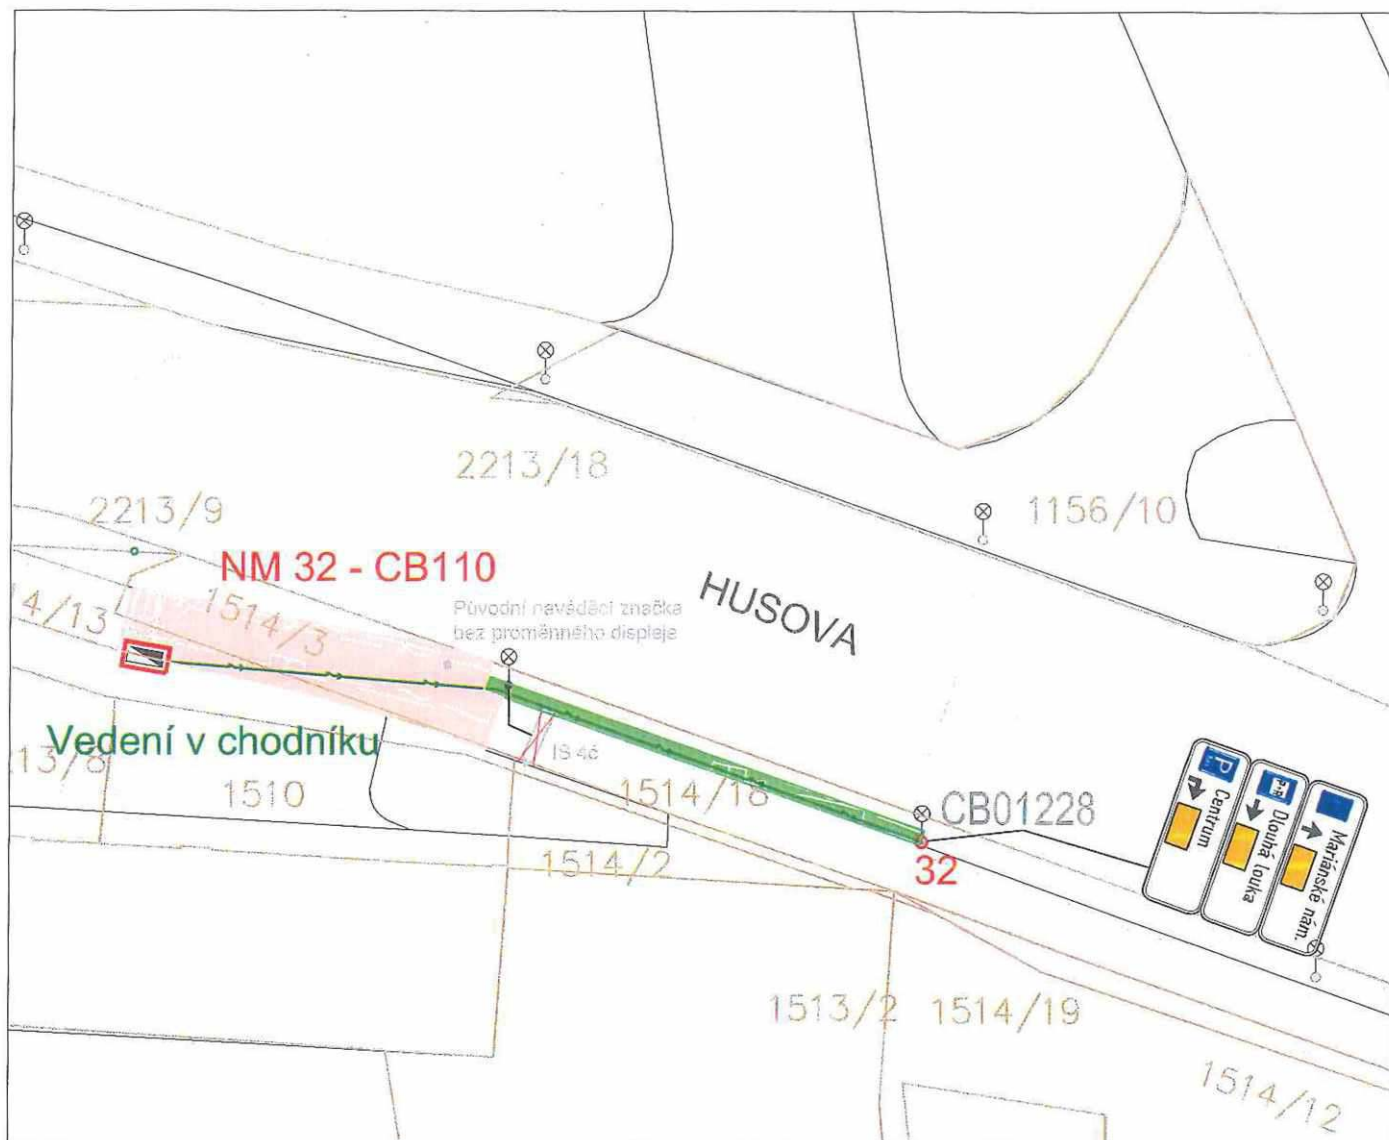 2213/18
2213/9
1156/10
NM 32 - CB110
HUSOVA
1514/3
Původní naváděcí značka
bez proměnného displeje
4/13
Vedení v chodníku
IS 4c
13/8
1510
1514/18
1514/2
CB01228
32
P
Centrum
P+R
Dlouhá louka
Mariánské nám.
1513/2
1514/19
1514/12